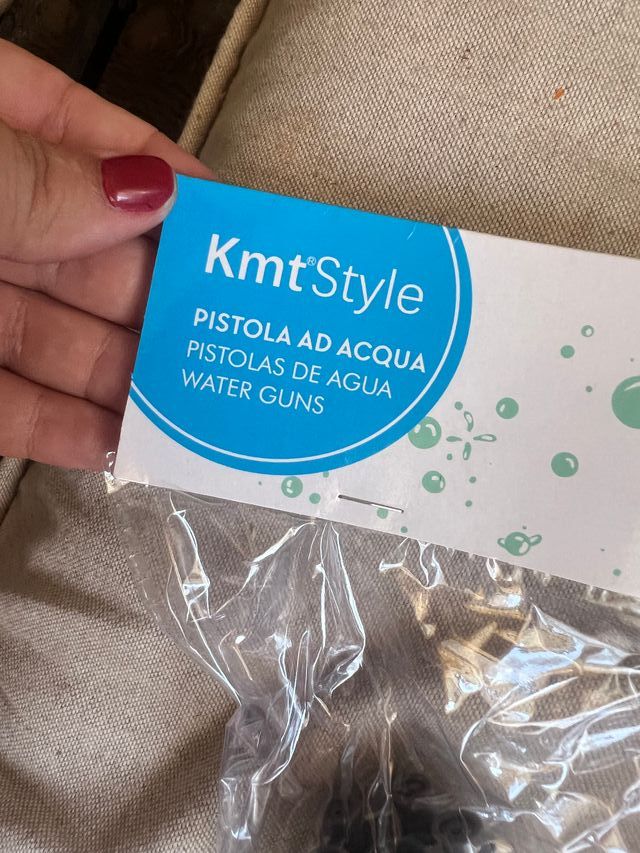 Kmt®Style
PISTOLA AD ACQUA
PISTOLAS DE AGUA
WATER GUNS